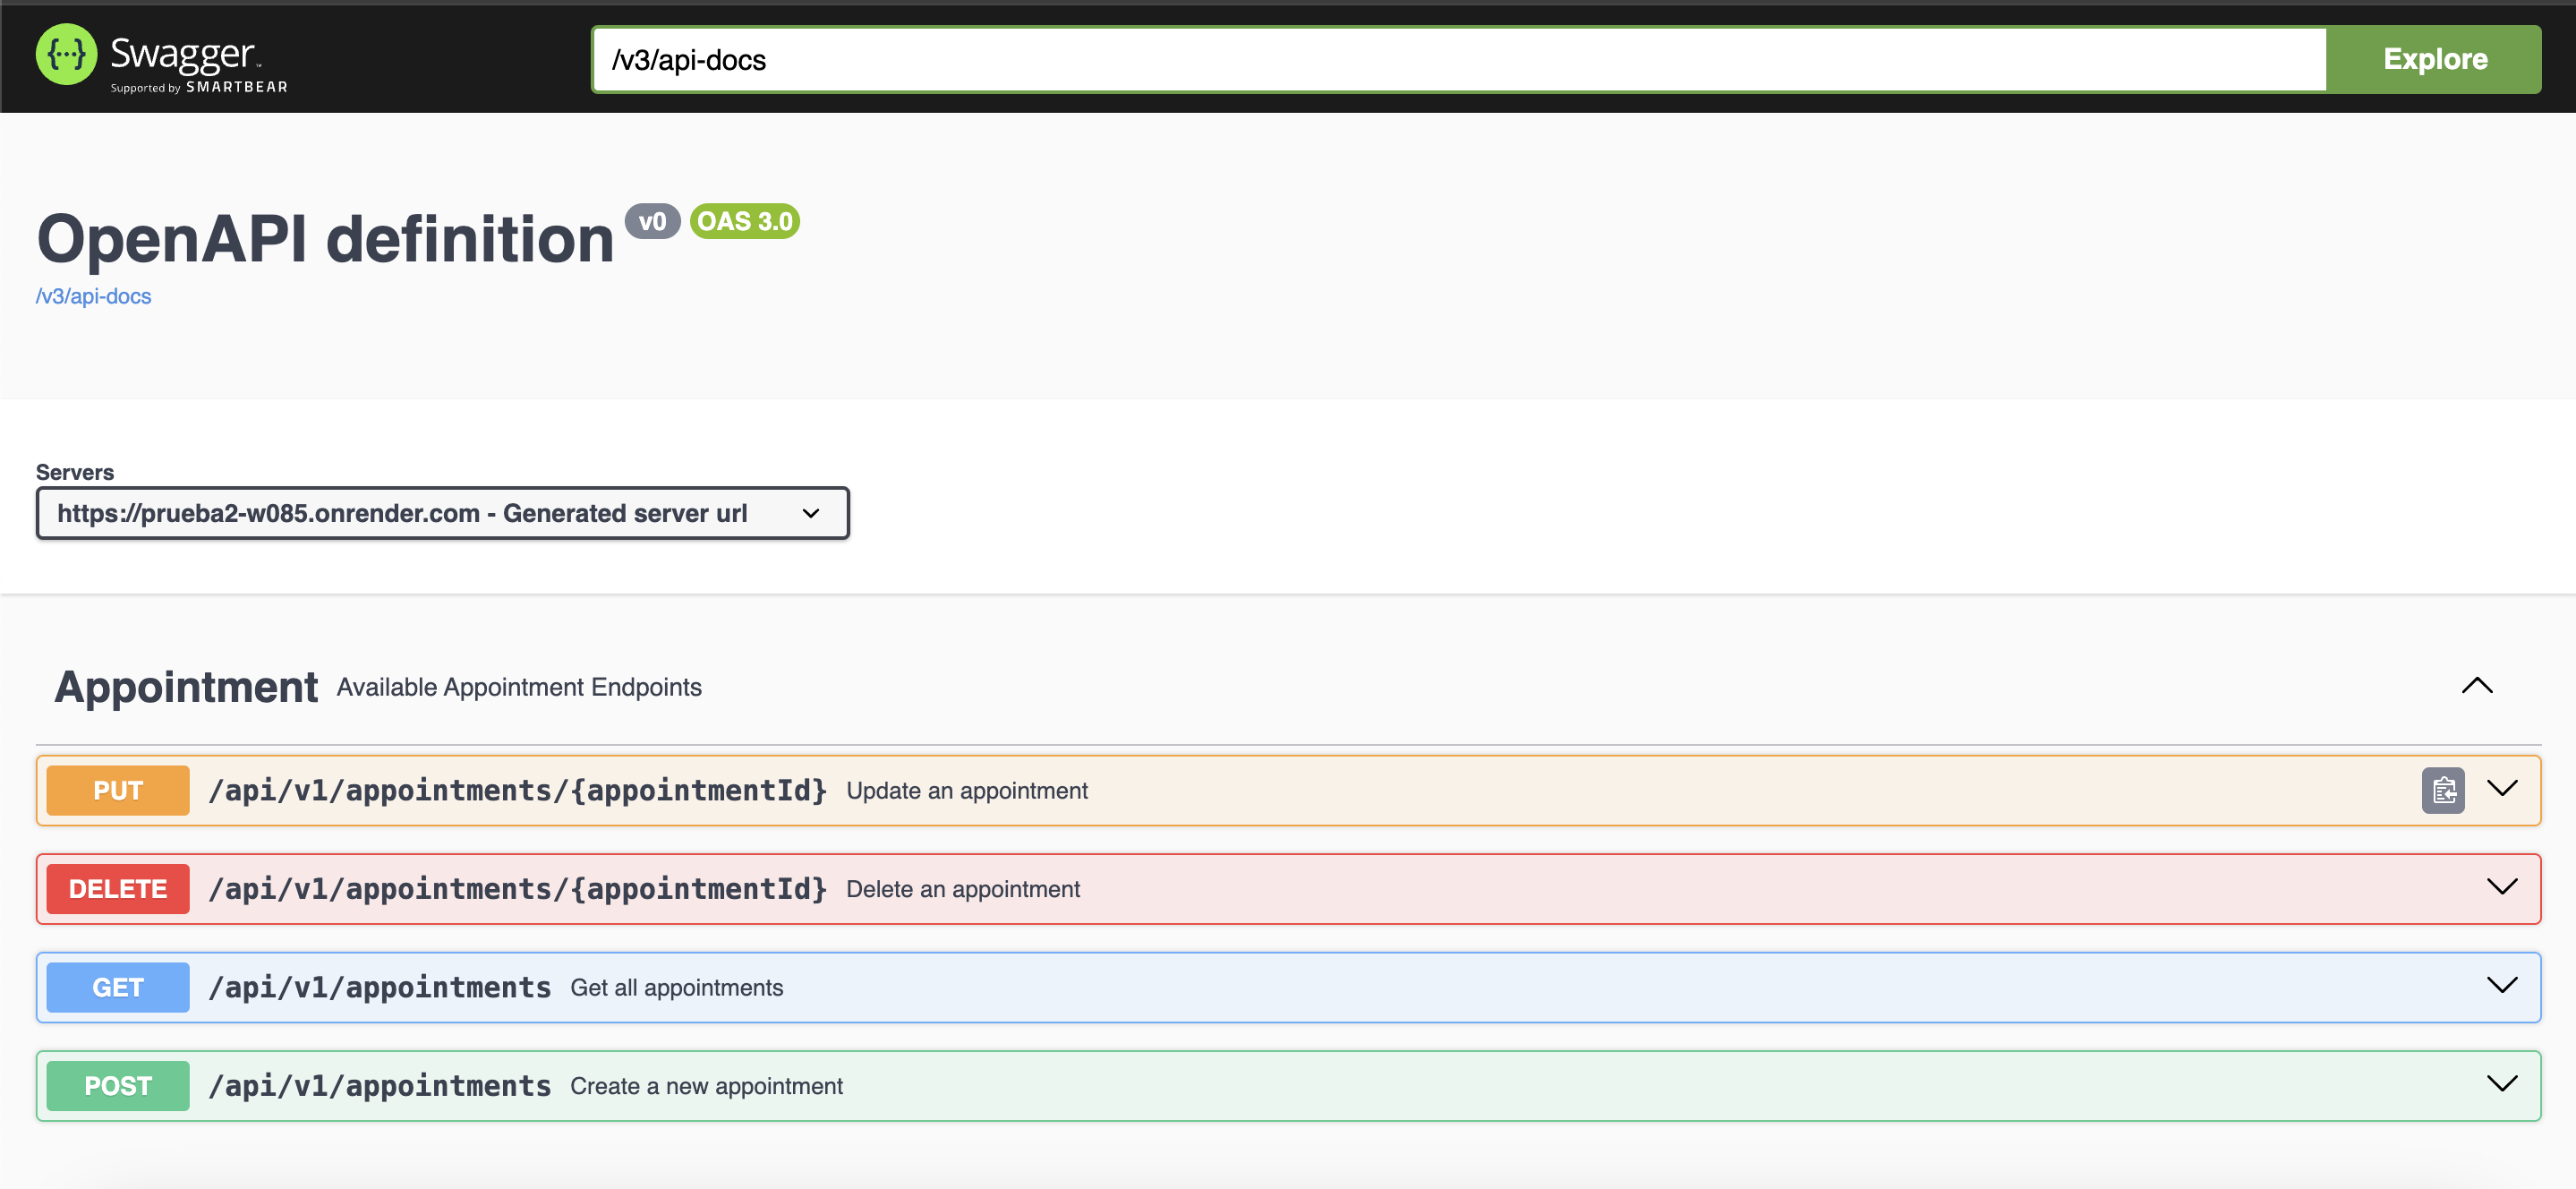 {...} Swagger™
Supported by SMARTBEAR
/v3/api-docs
Explore
OpenAPI definition v0 OAS 3.0
/v3/api-docs
Servers
https://prueba2-w085.onrender.com - Generated server url
Appointment Available Appointment Endpoints
PUT /api/v1/appointments/{appointmentId} Update an appointment
DELETE /api/v1/appointments/{appointmentId} Delete an appointment
GET /api/v1/appointments Get all appointments
POST /api/v1/appointments Create a new appointment